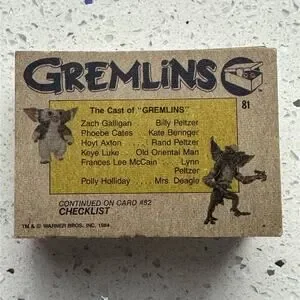 GREMLiNS
81
The Cast of "GREMLINS"
Zach Galligan Billy Peltzer
Phoebe Cates . Kate Beringer
Hoyt Axton . . . . Rand Peltzer
Keye Luke . . Old Oriental Man
Frances Lee McCain . . Lynn
Peltzer
Polly Holliday . . . . Mrs. Deagle
CONTINUED ON CARD #82
CHECKLIST
TM & © WARNER BROS. INC. 1984